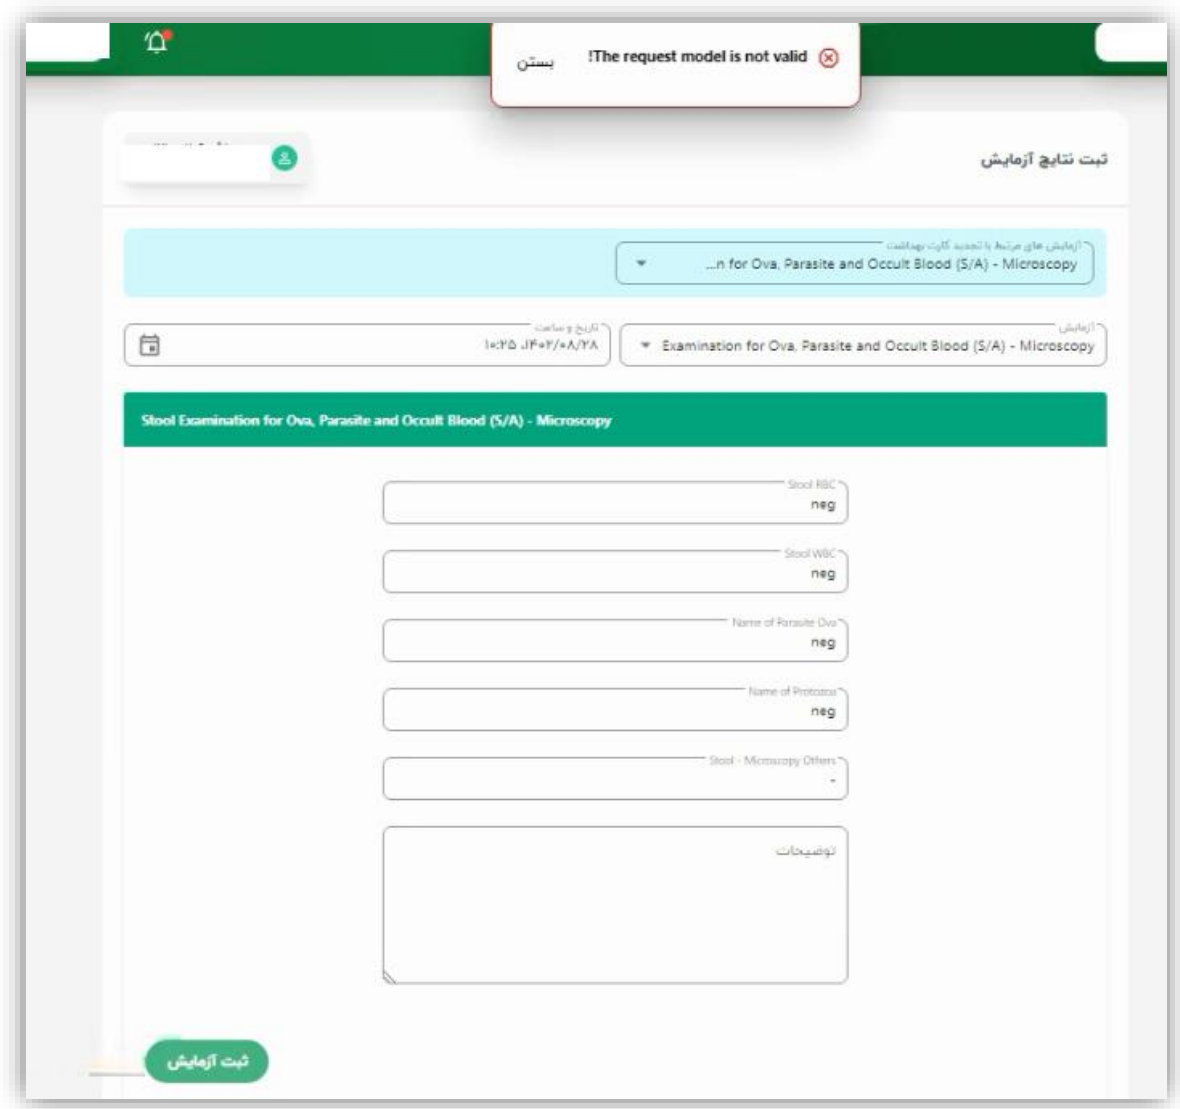 !The request model is not valid
بستن
ثبت نتایج آزمایش
آزمایش های مرتبط با تجدید کارت بهداشت
...n for Ova, Parasite and Occult Blood (S/A) - Microscopy
آزمایش
Examination for Ova, Parasite and Occult Blood (S/A) - Microscopy
تاریخ و ساعت
۱۴۰۲/۰۸/۲۸، ۱۰:۲۵
Stool Examination for Ova, Parasite and Occult Blood (S/A) - Microscopy
Stool RBC
neg
Stool WBC
neg
Name of Parasite Ova
neg
Name of Protozoa
neg
Stool - Microscopy Others
-
توضیحات
ثبت آزمایش